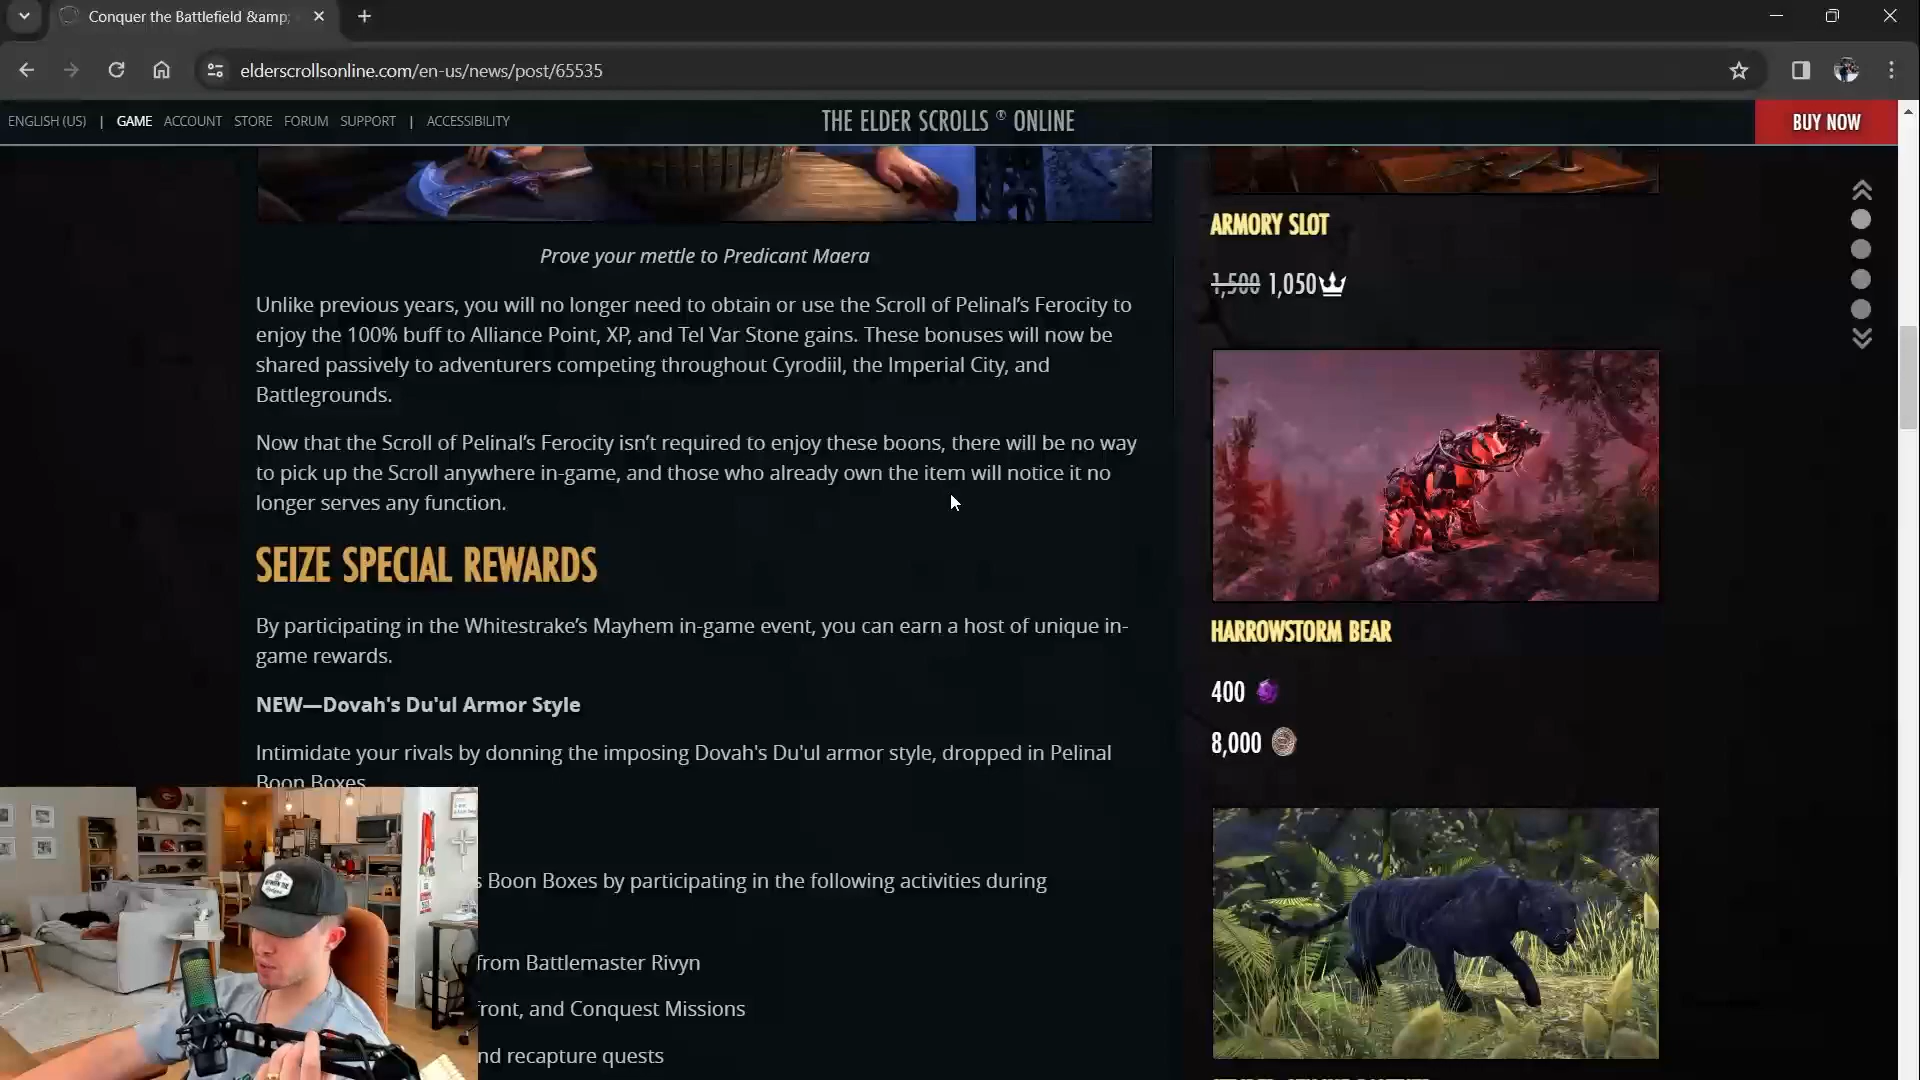 Conquer the Battlefield &amp;
elderscrollsonline.com/en-us/news/post/65535
ENGLISH (US) | GAME ACCOUNT STORE FORUM SUPPORT | ACCESSIBILITY
THE ELDER SCROLLS ® ONLINE
BUY NOW
Prove your mettle to Predicant Maera
Unlike previous years, you will no longer need to obtain or use the Scroll of Pelinal’s Ferocity to
enjoy the 100% buff to Alliance Point, XP, and Tel Var Stone gains. These bonuses will now be
shared passively to adventurers competing throughout Cyrodiil, the Imperial City, and
Battlegrounds.
Now that the Scroll of Pelinal’s Ferocity isn’t required to enjoy these boons, there will be no way
to pick up the Scroll anywhere in-game, and those who already own the item will notice it no
longer serves any function.
SEIZE SPECIAL REWARDS
By participating in the Whitestrake’s Mayhem in-game event, you can earn a host of unique in-
game rewards.
NEW—Dovah's Du'ul Armor Style
Intimidate your rivals by donning the imposing Dovah's Du'ul armor style, dropped in Pelinal
Boon Boxes.
s Boon Boxes by participating in the following activities during
from Battlemaster Rivyn
front, and Conquest Missions
nd recapture quests
ARMORY SLOT
1,500 1,050
HARROWSTORM BEAR
400
8,000